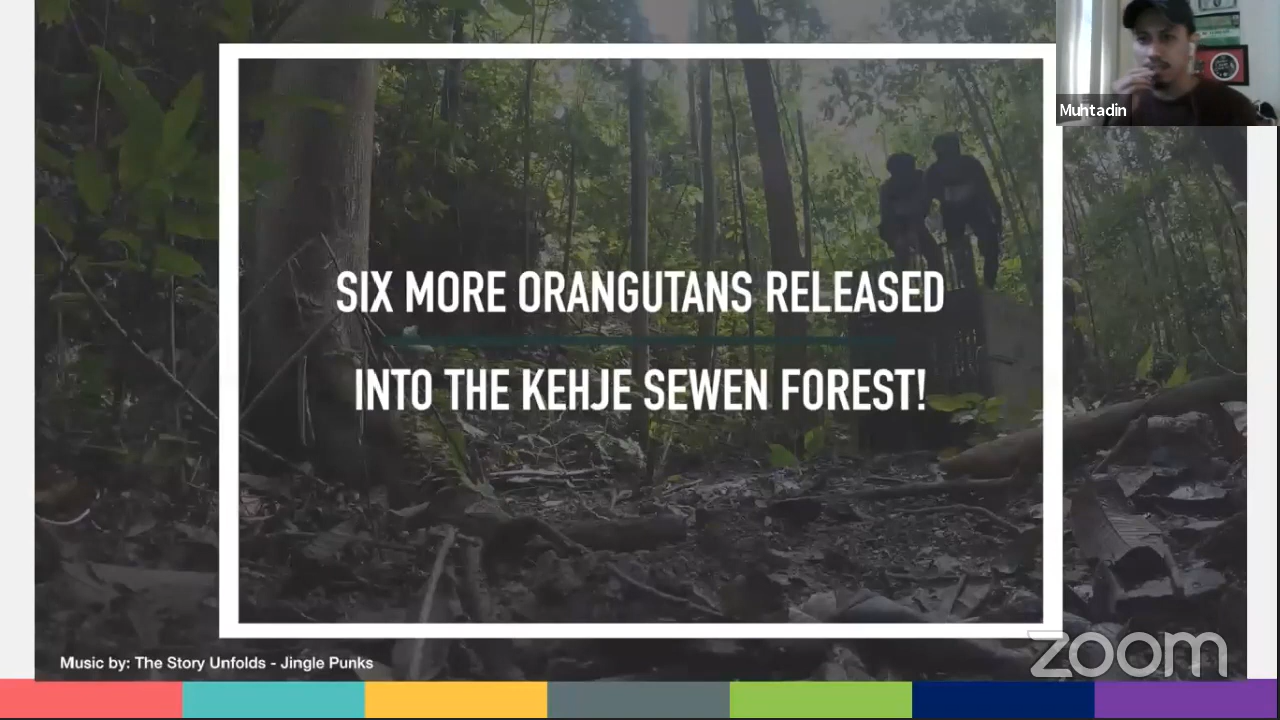 Muhtadin
SIX MORE ORANGUTANS RELEASED
INTO THE KEHJE SEWEN FOREST!
Music by: The Story Unfolds - Jingle Punks
zoom